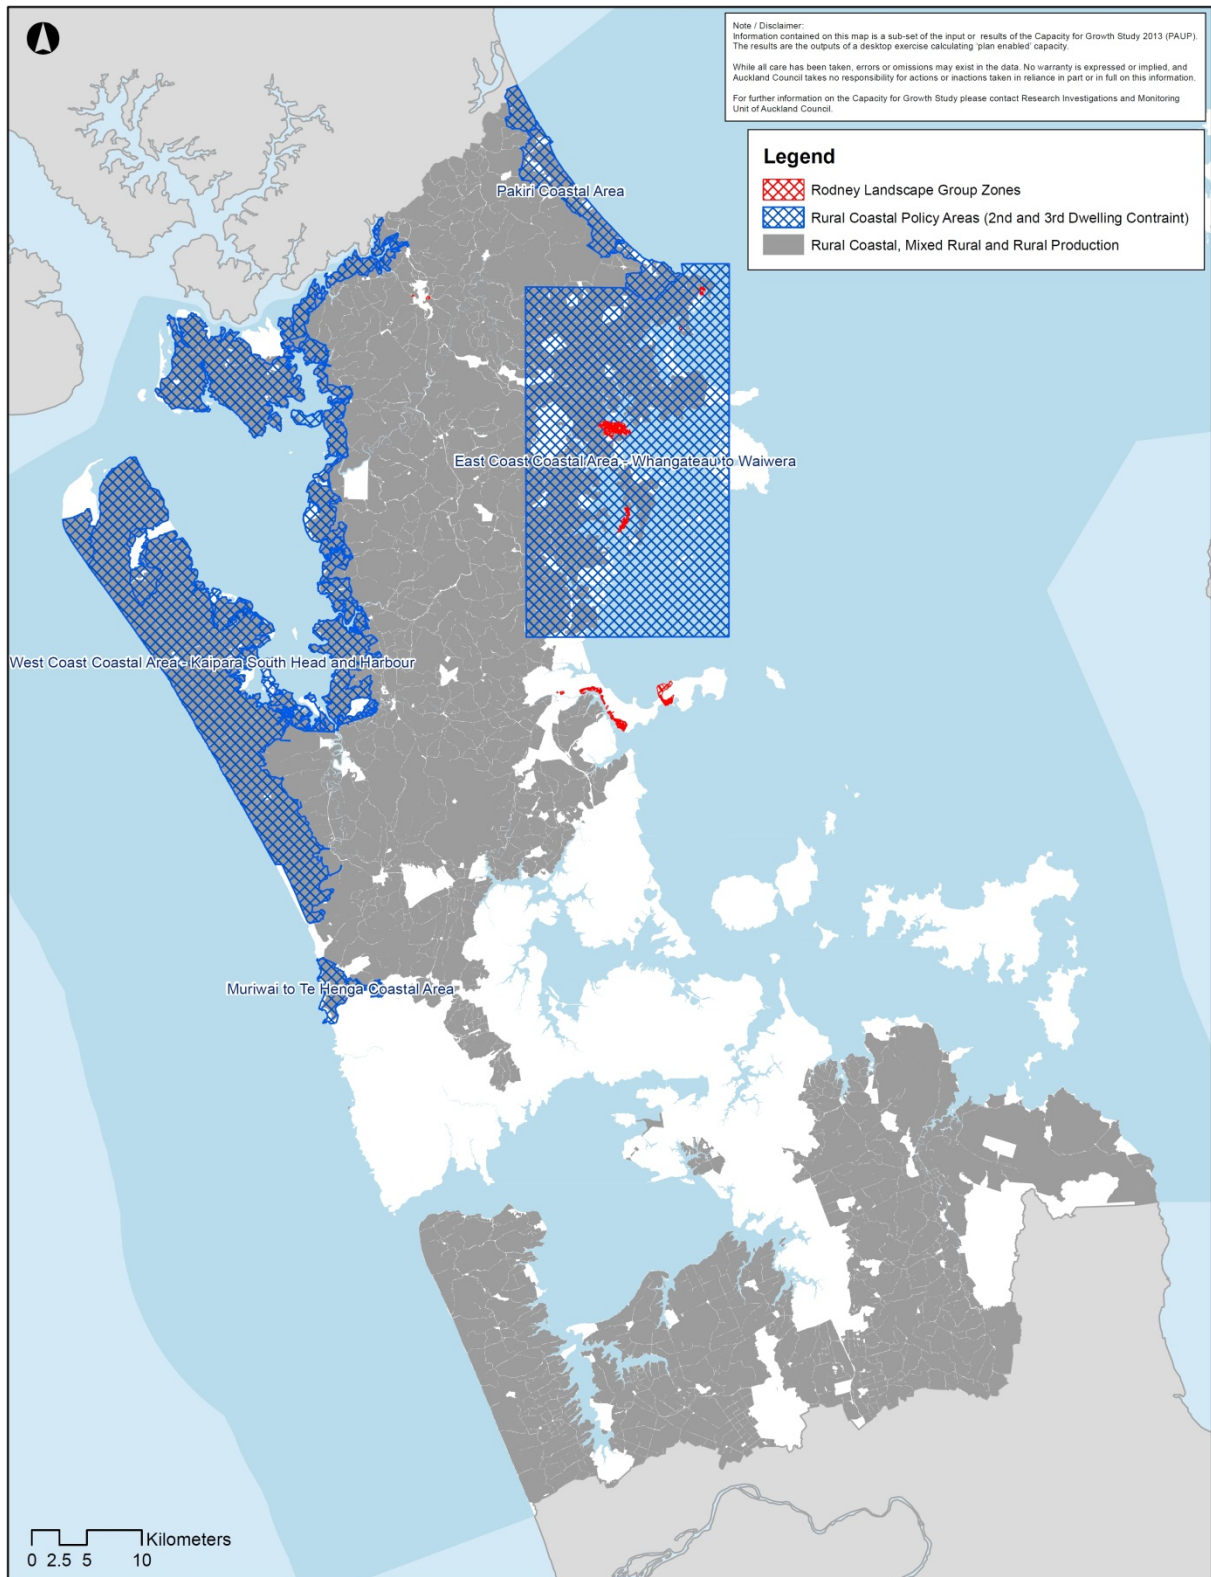 Note / Disclaimer:
Information contained on this map is a sub-set of the input or results of the Capacity for Growth Study 2013 (PAUP).
The results are the outputs of a desktop exercise calculating 'plan enabled' capacity.
While all care has been taken, errors or omissions may exist in the data. No warranty is expressed or implied, and
Auckland Council takes no responsibility for actions or inactions taken in reliance in part or in full on this information.
For further information on the Capacity for Growth Study please contact Research Investigations and Monitoring
Unit of Auckland Council.
Legend
Rodney Landscape Group Zones
Rural Coastal Policy Areas (2nd and 3rd Dwelling Contraint)
Rural Coastal, Mixed Rural and Rural Production
Pakiri Coastal Area
East Coast Coastal Area - Whangateau to Waiwera
West Coast Coastal Area - Kaipara South Head and Harbour
Muriwai to Te Henga Coastal Area
Kilometers
0 2.5 5 10